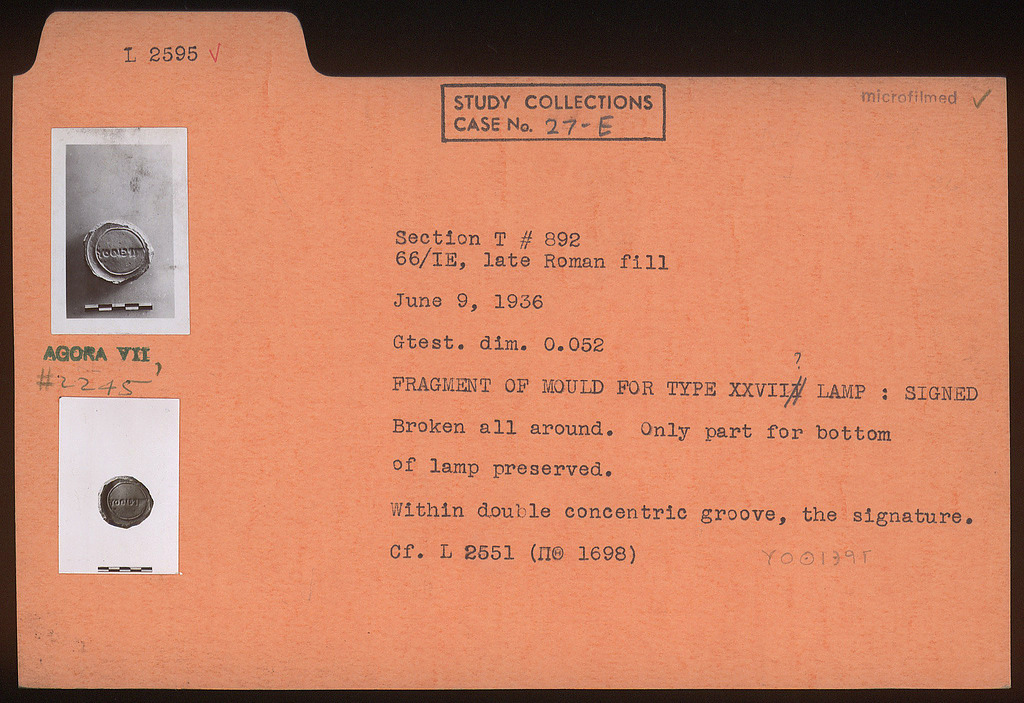 L 2595 ✓
STUDY COLLECTIONS
CASE No. 27-E
microfilmed ✓
Section T # 892
66/ΙΕ, late Roman fill
June 9, 1936
Gtest. dim. 0.052
?
FRAGMENT OF MOULD FOR TYPE XXVIII LAMP : SIGNED
Broken all around. Only part for bottom
of lamp preserved.
Within double concentric groove, the signature.
Cf. L 2551 (ΠΘ 1698)
AGORA VII,
#2245